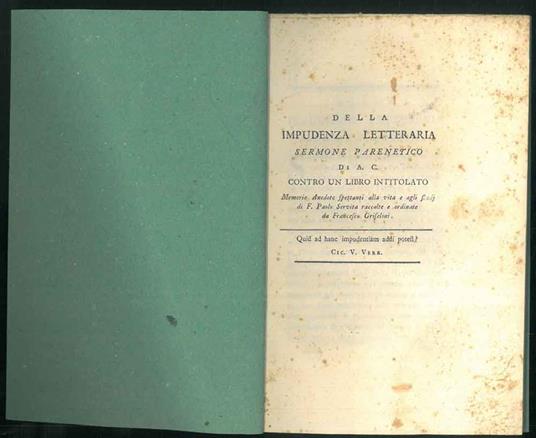 DELLA
IMPUDENZA LETTERARIA
SERMONE PARENETICO
DI A. C.
CONTRO UN LIBRO INTITOLATO
Memorie Anedote spettanti alla vita e agli studj
di F. Paolo Servita raccolte e ordinate
da Francesco Griselini.
Quid ad hanc impudentiam addi potest?
CIC. V. VERR.